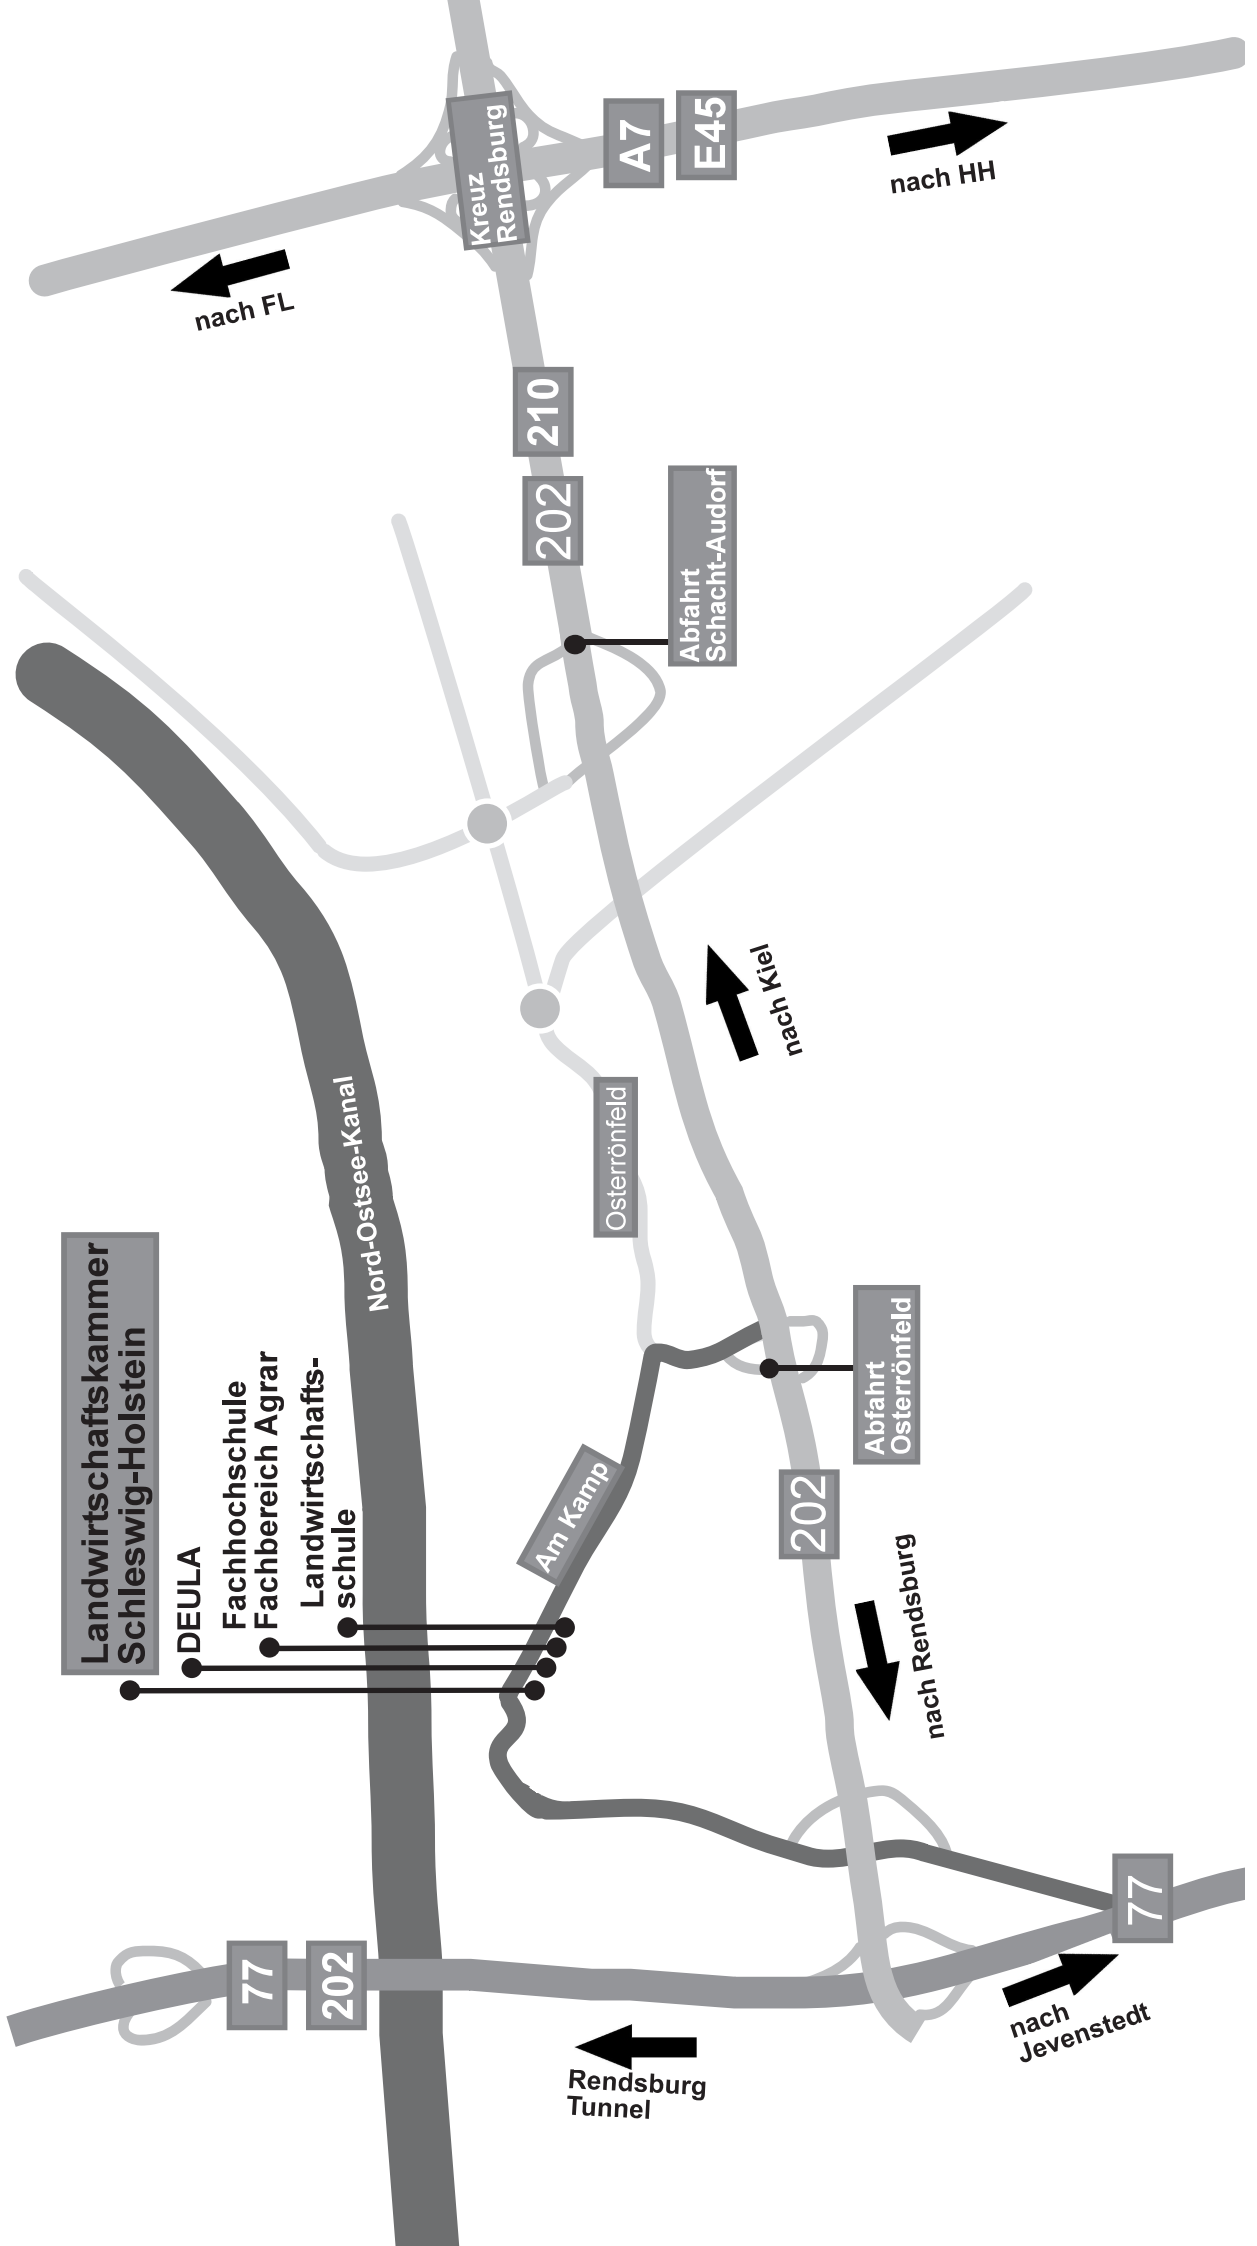 Kreuz
Rendsburg
A7
E45
nach HH
nach FL
210
202
Abfahrt
Schacht-Audorf
nach Kiel
Nord-Ostsee-Kanal
Osterrönfeld
Landwirtschaftskammer
Schleswig-Holstein
DEULA
Fachhochschule
Fachbereich Agrar
Landwirtschafts-
schule
Am Kamp
Abfahrt
Osterrönfeld
202
nach Rendsburg
77
202
77
nach
Jevenstedt
Rendsburg
Tunnel